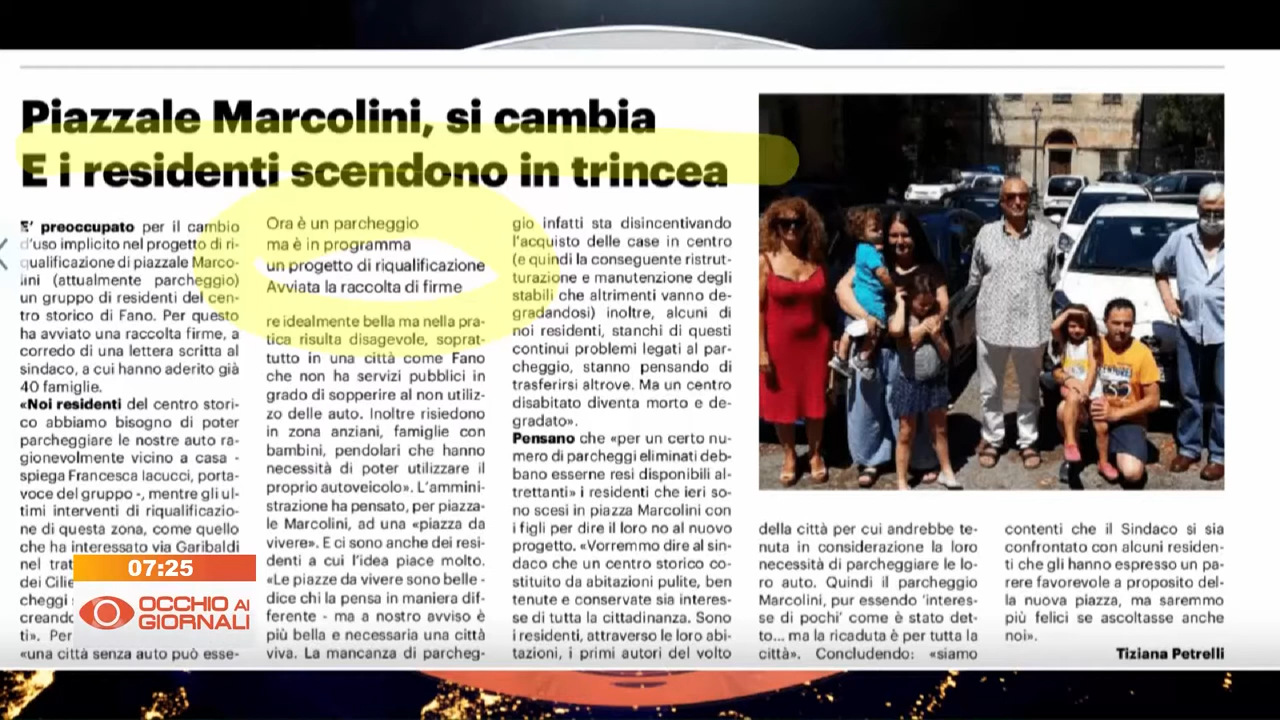 Piazzale Marcolini, si cambia
E i residenti scendono in trincea
E' preoccupato per il cambio
d'uso implicito nel progetto di ri-
qualificazione di piazzale Marco-
lini (attualmente parcheggio)
un gruppo di residenti del cen-
tro storico di Fano. Per questo
ha avviato una raccolta firme, a
corredo di una lettera scritta al
sindaco, a cui hanno aderito già
40 famiglie.
«Noi residenti del centro stori-
co abbiamo bisogno di poter
parcheggiare le nostre auto ra-
gionevolmente vicino a casa -
spiega Francesca Iacucci, porta-
voce del gruppo -, mentre gli ul-
timi interventi di riqualificazio-
ne di questa zona, come quello
che ha interessato via Garibaldi
nel trat
dei Cilie
cheggi s
creando
ti». Per
«una città senza auto può esse-
Ora è un parcheggio
ma è in programma
un progetto di riqualificazione
Avviata la raccolta di firme
re idealmente bella ma nella pra-
tica risulta disagevole, soprat-
tutto in una città come Fano
che non ha servizi pubblici in
grado di sopperire al non utiliz-
zo delle auto. Inoltre risiedono
in zona anziani, famiglie con
bambini, pendolari che hanno
necessità di poter utilizzare il
proprio autoveicolo». L'ammini-
strazione ha pensato, per piazza-
le Marcolini, ad una «piazza da
vivere». E ci sono anche dei resi-
denti a cui l'idea piace molto.
«Le piazze da vivere sono belle -
dice chi la pensa in maniera dif-
ferente - ma a nostro avviso è
più bella e necessaria una città
viva. La mancanza di parcheg-
gio infatti sta disincentivando
l'acquisto delle case in centro
(e quindi la conseguente ristrut-
turazione e manutenzione degli
stabili che altrimenti vanno de-
gradandosi) inoltre, alcuni di
noi residenti, stanchi di questi
continui problemi legati al par-
cheggio, stanno pensando di
trasferirsi altrove. Ma un centro
disabitato diventa morto e de-
gradato».
Pensano che «per un certo nu-
mero di parcheggi eliminati deb-
bano esserne resi disponibili al-
trettanti» i residenti che ieri so-
no scesi in piazza Marcolini con
i figli per dire il loro no al nuovo
progetto. «Vorremmo dire al sin-
daco che un centro storico co-
stituito da abitazioni pulite, ben
tenute e conservate sia interes-
se di tutta la cittadinanza. Sono
i residenti, attraverso le loro abi-
tazioni, i primi autori del volto
della città per cui andrebbe te-
nuta in considerazione la loro
necessità di parcheggiare le lo-
ro auto. Quindi il parcheggio
Marcolini, pur essendo 'interes-
se di pochi' come è stato det-
to... ma la ricaduta è per tutta la
città». Concludendo: «siamo
contenti che il Sindaco si sia
confrontato con alcuni residen-
ti che gli hanno espresso un pa-
rere favorevole a proposito del-
la nuova piazza, ma saremmo
più felici se ascoltasse anche
noi».
Tiziana Petrelli
07:25
OCCHIO AI
GIORNALI